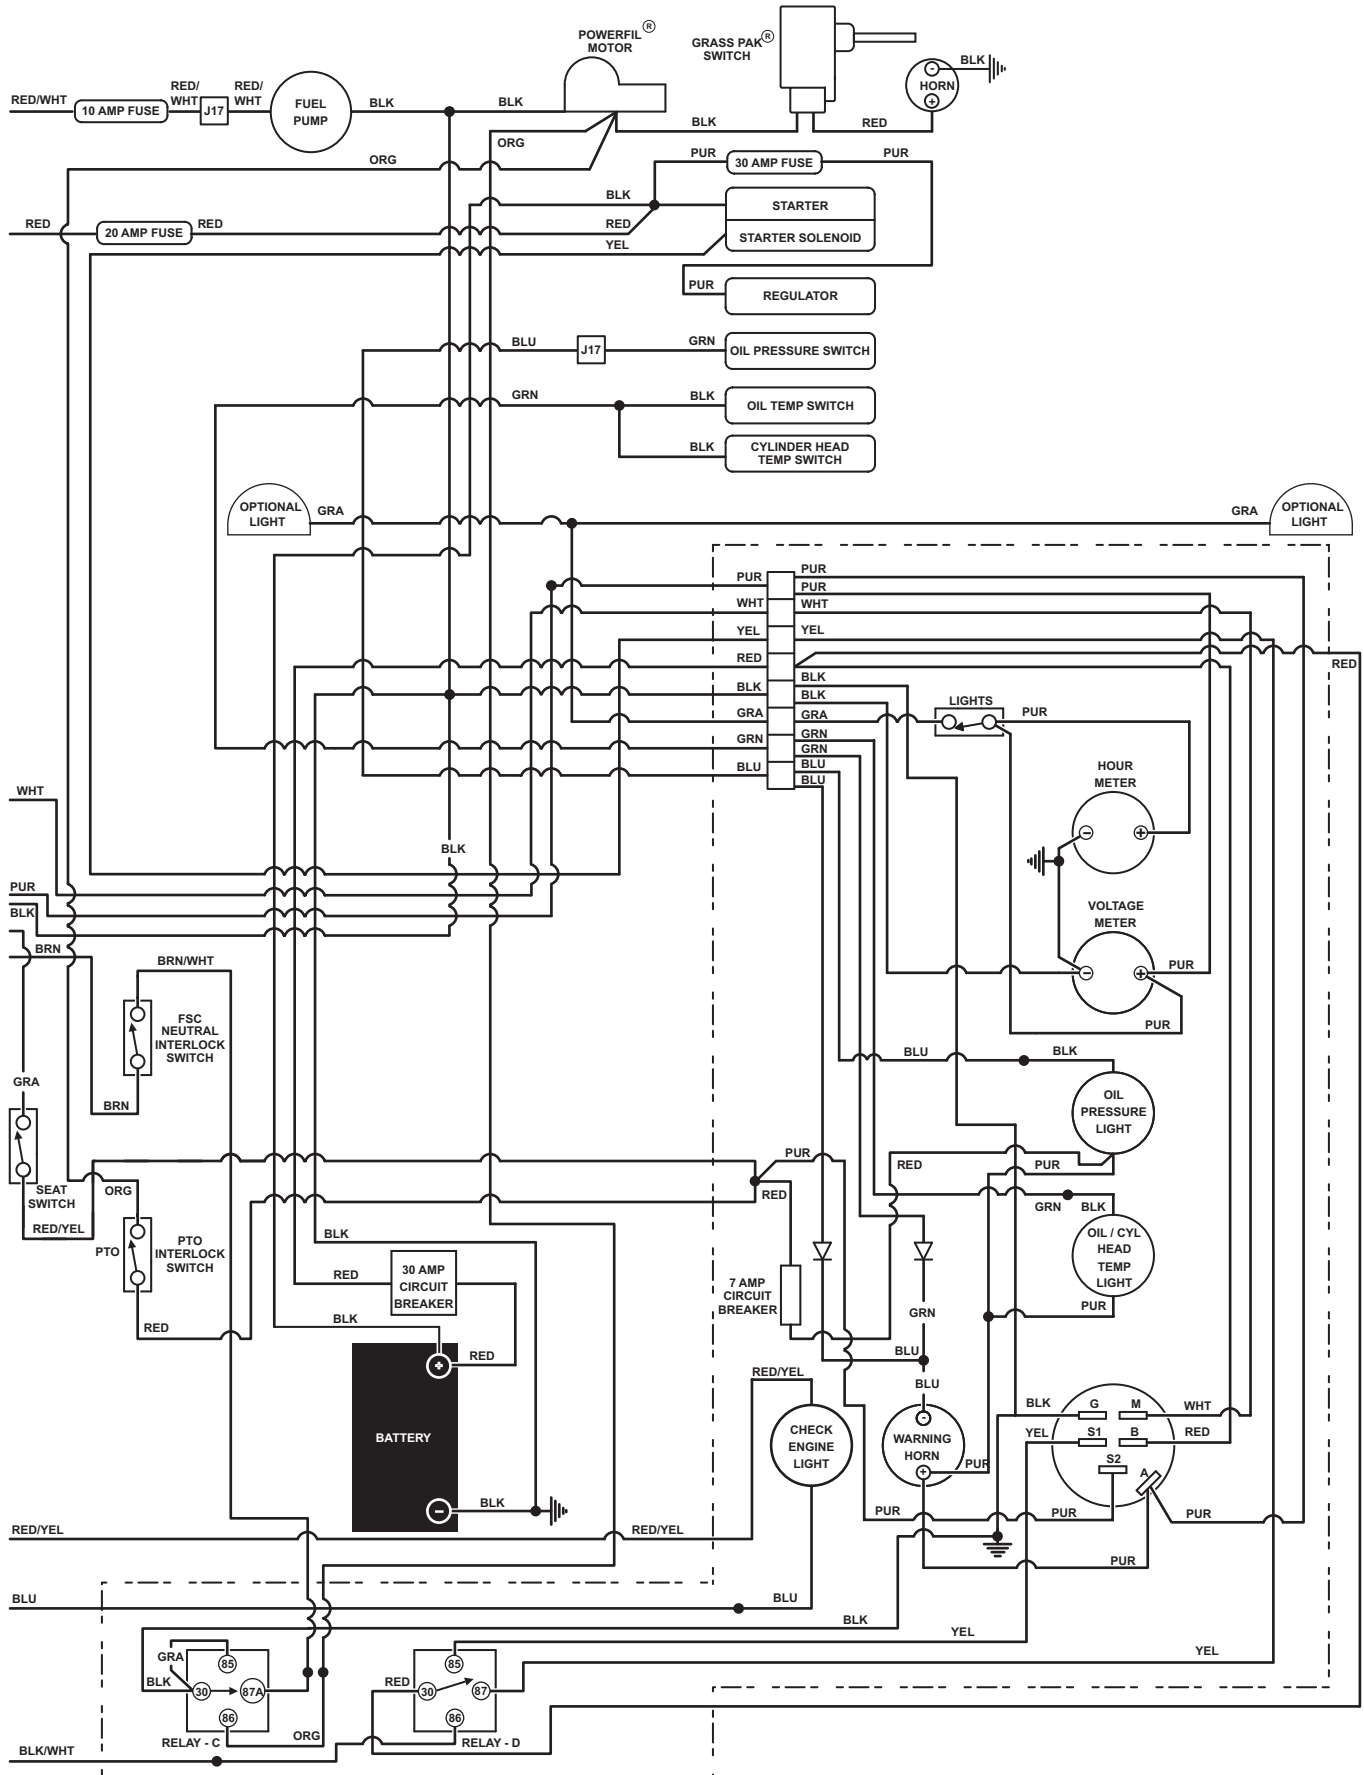 POWERFIL ®
MOTOR
GRASS PAK ®
SWITCH
BLK
-
HORN
+
RED/WHT
10 AMP FUSE
RED/
WHT
J17
RED/
WHT
FUEL
PUMP
BLK
BLK
ORG
BLK
RED
ORG
PUR
30 AMP FUSE
PUR
BLK
STARTER
RED
20 AMP FUSE
RED
RED
STARTER SOLENOID
YEL
PUR
REGULATOR
BLU
J17
GRN
OIL PRESSURE SWITCH
GRN
BLK
OIL TEMP SWITCH
BLK
CYLINDER HEAD
TEMP SWITCH
OPTIONAL
LIGHT
GRA
GRA
OPTIONAL
LIGHT
PUR
PUR
PUR
WHT
WHT
YEL
YEL
RED
RED
BLK
BLK
BLK
GRA
GRA
LIGHTS
PUR
GRN
GRN
GRN
BLU
BLU
BLU
HOUR
METER
-
+
WHT
BLK
PUR
BLK
VOLTAGE
METER
-
+
PUR
PUR
BRN
BRN/WHT
FSC
NEUTRAL
INTERLOCK
SWITCH
GRA
BRN
BLU
BLK
OIL
PRESSURE
LIGHT
PUR
RED
PUR
SEAT
SWITCH
ORG
RED
RED/YEL
GRN
BLK
OIL / CYL
HEAD
TEMP
LIGHT
PTO
PTO
INTERLOCK
SWITCH
BLK
RED
30 AMP
CIRCUIT
BREAKER
7 AMP
CIRCUIT
BREAKER
GRN
PUR
RED
BLK
+
RED
BLU
BLU
RED/YEL
BATTERY
CHECK
ENGINE
LIGHT
-
WARNING
HORN
+
PUR
BLK
G
M
WHT
YEL
S1
B
RED
S2
A
-
BLK
PUR
PUR
PUR
RED/YEL
RED/YEL
PUR
BLU
BLU
BLK
YEL
YEL
GRA
85
BLK
30
87A
86
RELAY - C
ORG
85
RED
30
87
86
RELAY - D
BLK/WHT